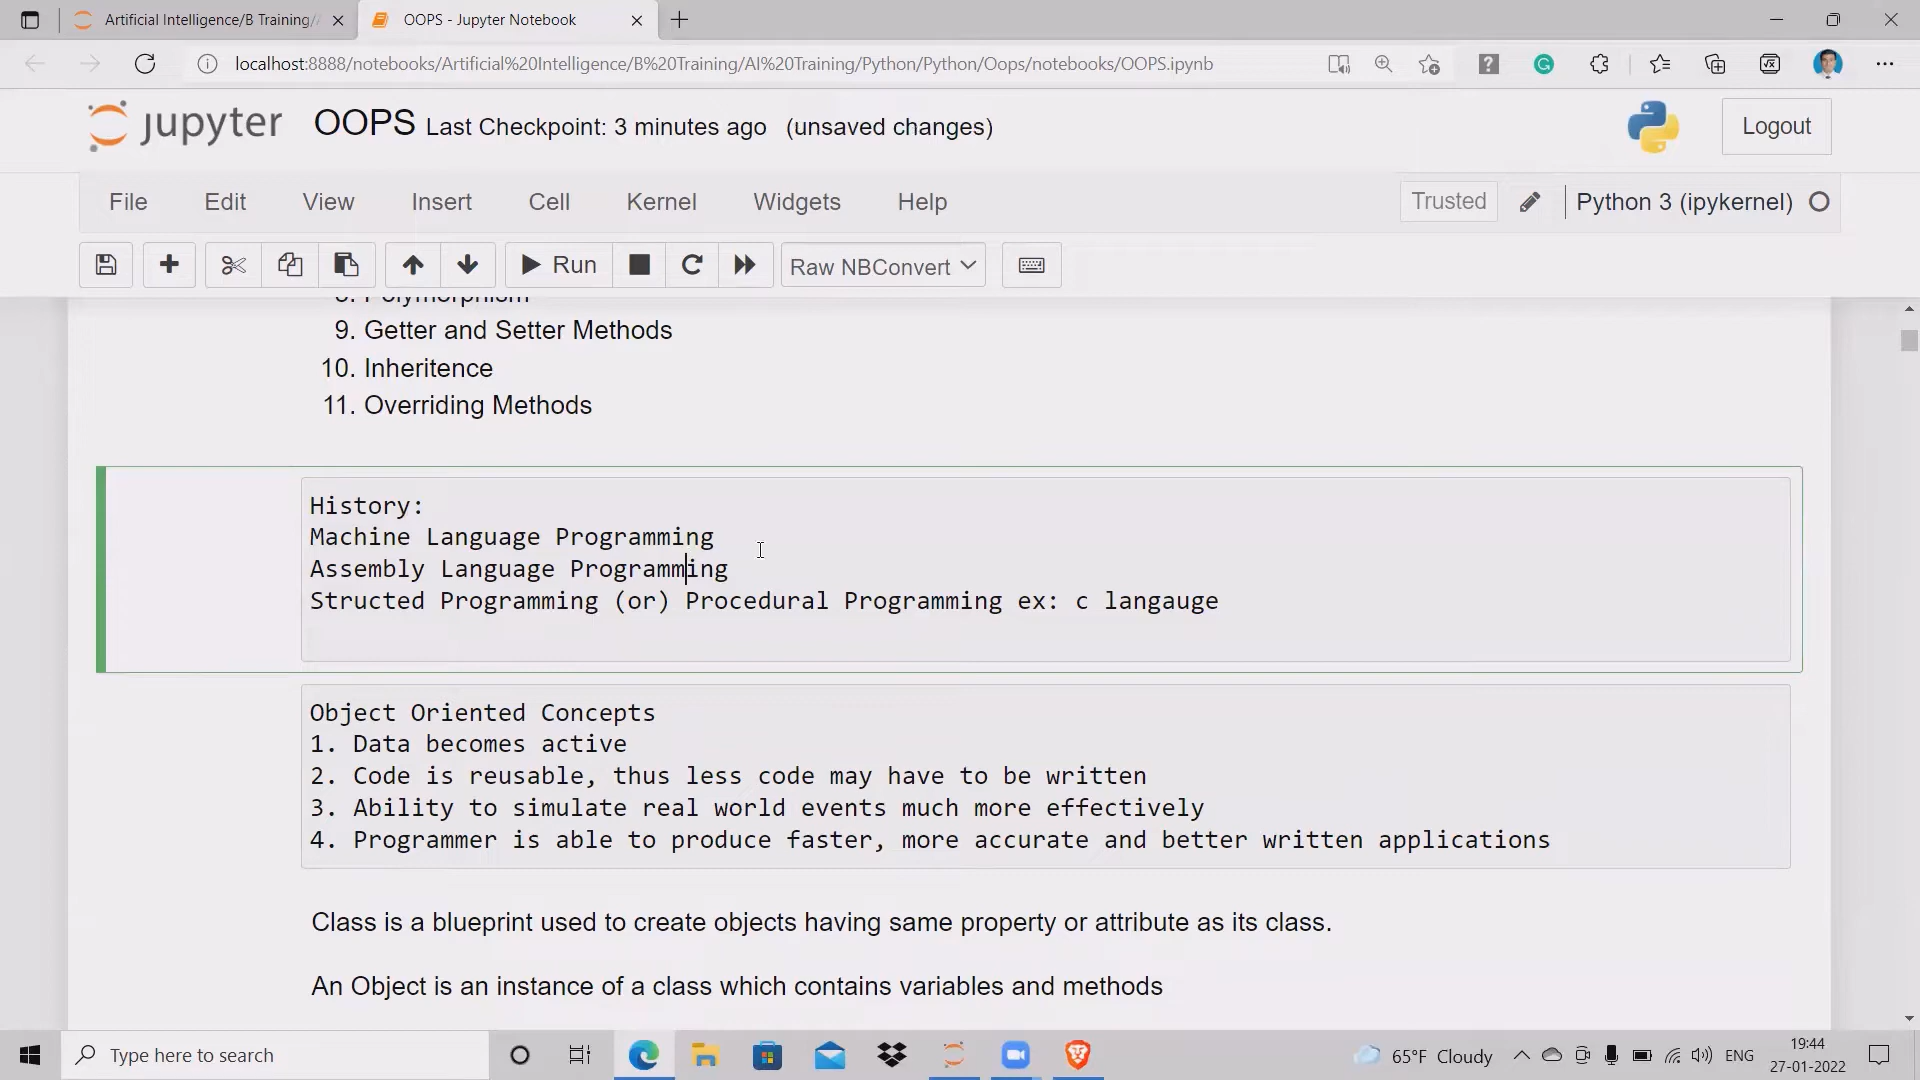 Artificial Intelligence/B Training/
OOPS - Jupyter Notebook
localhost:8888/notebooks/Artificial%20Intelligence/B%20Training/AI%20Training/Python/Python/Oops/notebooks/OOPS.ipynb
jupyter OOPS Last Checkpoint: 3 minutes ago (unsaved changes)
Logout
File Edit View Insert Cell Kernel Widgets Help
Trusted
Python 3 (ipykernel)
Run
Raw NBConvert
8. Polymorphism
9. Getter and Setter Methods
10. Inheritence
11. Overriding Methods
History:
Machine Language Programming
Assembly Language Programming
Structed Programming (or) Procedural Programming ex: c langauge
Object Oriented Concepts
1. Data becomes active
2. Code is reusable, thus less code may have to be written
3. Ability to simulate real world events much more effectively
4. Programmer is able to produce faster, more accurate and better written applications
Class is a blueprint used to create objects having same property or attribute as its class.
An Object is an instance of a class which contains variables and methods
Type here to search
65°F Cloudy
ENG
19:44
27-01-2022